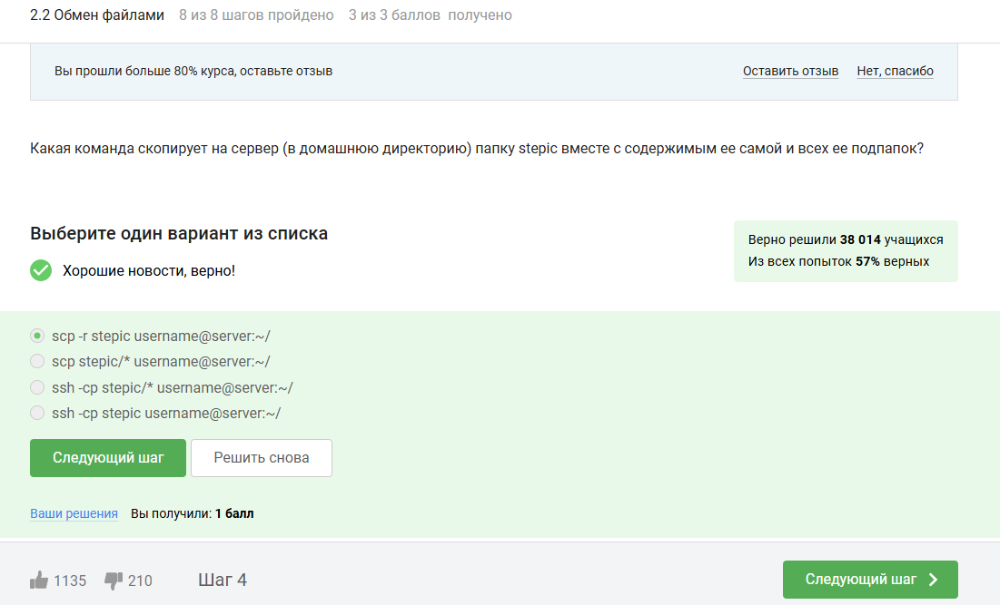 2.2 Обмен файлами 8 из 8 шагов пройдено 3 из 3 баллов получено
Вы прошли больше 80% курса, оставьте отзыв Оставить отзыв Нет, спасибо
Какая команда скопирует на сервер (в домашнюю директорию) папку stepic вместе с содержимым ее самой и всех ее подпапок?
Выберите один вариант из списка
Верно решили 38 014 учащихся
Из всех попыток 57% верных
Хорошие новости, верно!
scp -r stepic username@server:~/
scp stepic/* username@server:~/
ssh -cp stepic/* username@server:~/
ssh -cp stepic username@server:~/
Следующий шаг Решить снова
Ваши решения Вы получили: 1 балл
1135 210 Шаг 4 Следующий шаг